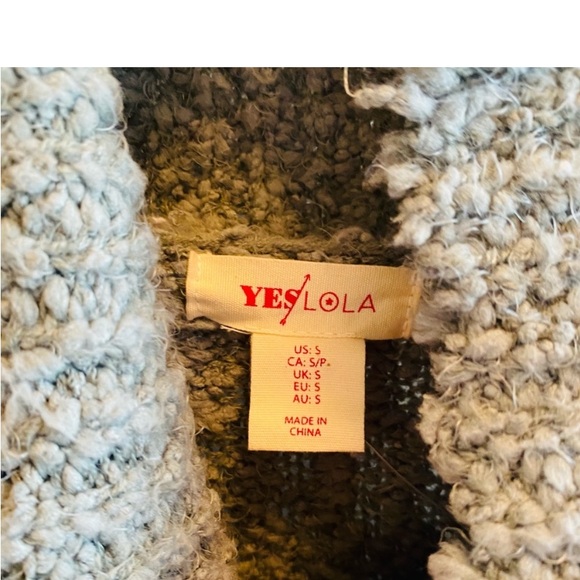 YES/LOLA
US: S
CA: S/P
UK: S
EU: S
AU: S
MADE IN
CHINA